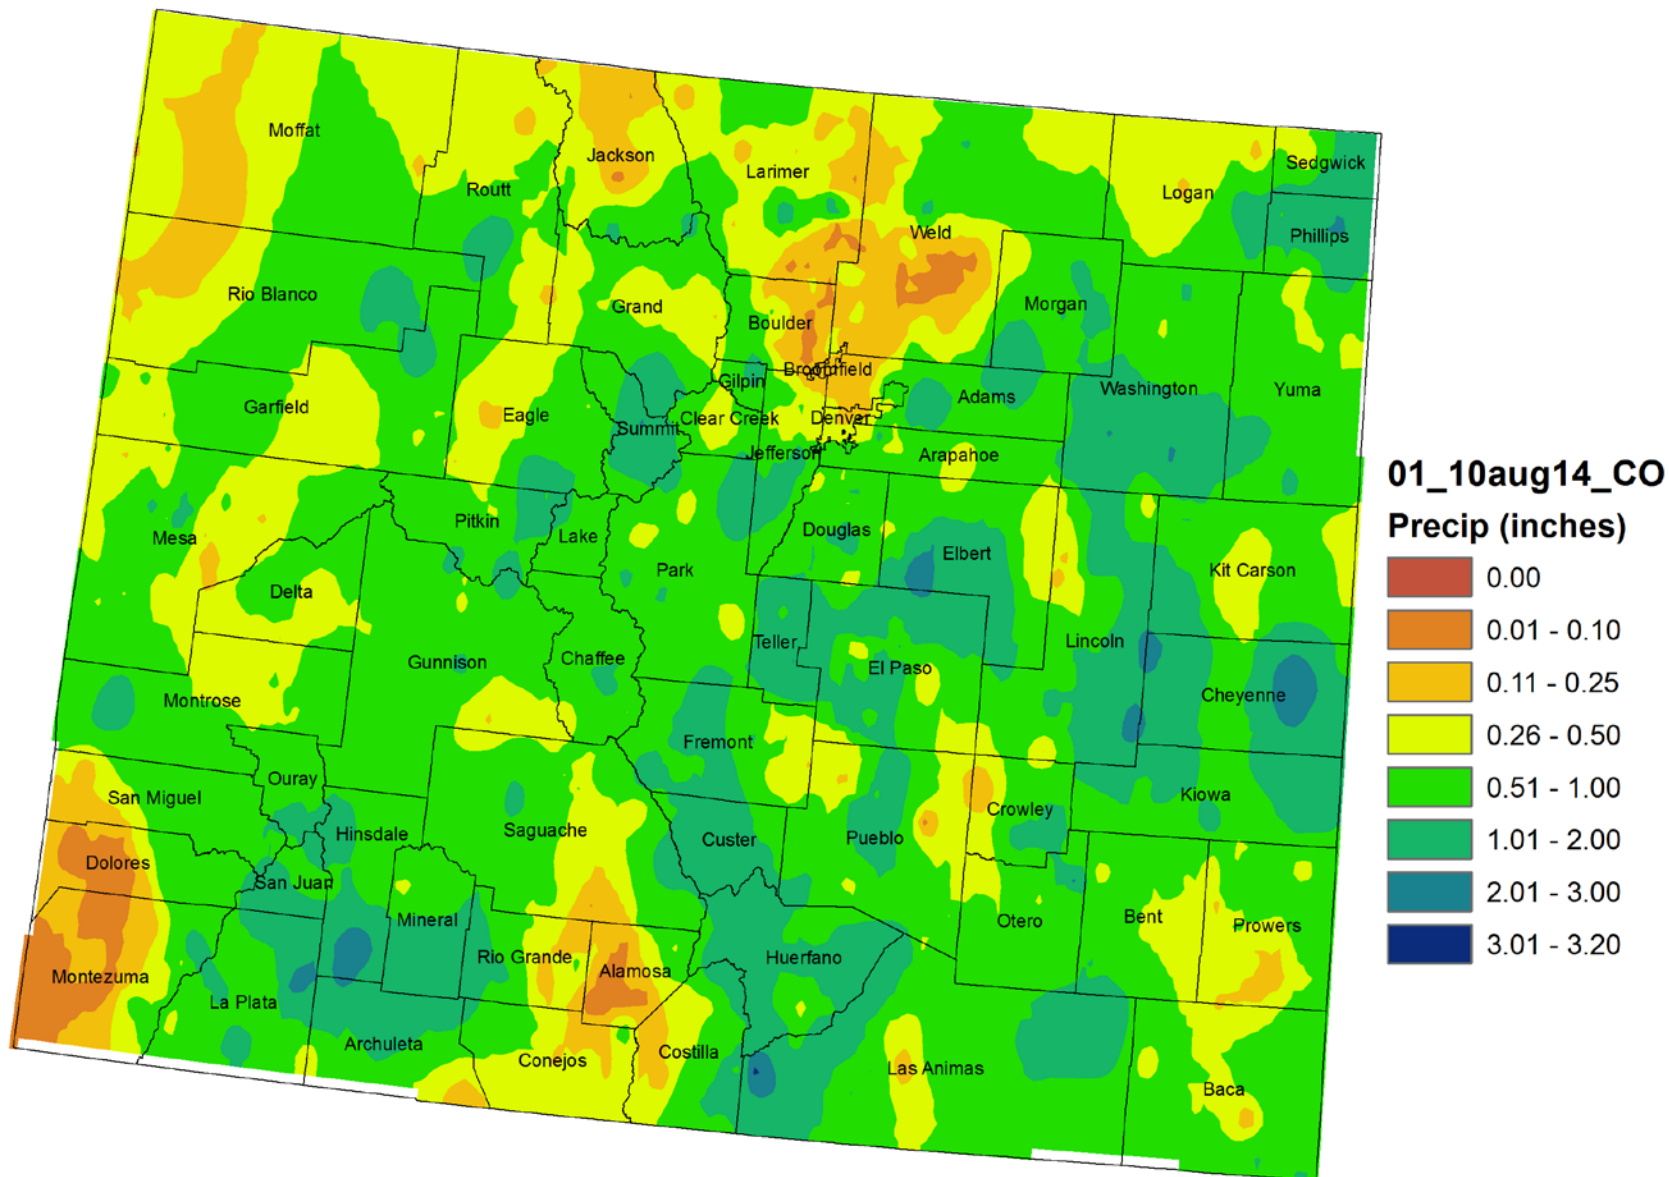 Moffat
Jackson
Routt
Larimer
Sedgwick
Logan
Phillips
Weld
Rio Blanco
Grand
Morgan
Boulder
Broomfield
Gilpin
Washington
Yuma
Adams
Garfield
Eagle
Summit
Clear Creek
Denver
Jefferson
Arapahoe
01_10aug14_CO
Precip (inches)
0.00
0.01 - 0.10
0.11 - 0.25
0.26 - 0.50
0.51 - 1.00
1.01 - 2.00
2.01 - 3.00
3.01 - 3.20
Pitkin
Mesa
Lake
Douglas
Elbert
Park
Kit Carson
Delta
Teller
Lincoln
Gunnison
Chaffee
El Paso
Montrose
Cheyenne
Fremont
Ouray
San Miguel
Kiowa
Crowley
Saguache
Hinsdale
Custer
Pueblo
Dolores
San Juan
Mineral
Otero
Bent
Prowers
Rio Grande
Alamosa
Huerfano
Montezuma
La Plata
Archuleta
Conejos
Costilla
Las Animas
Baca